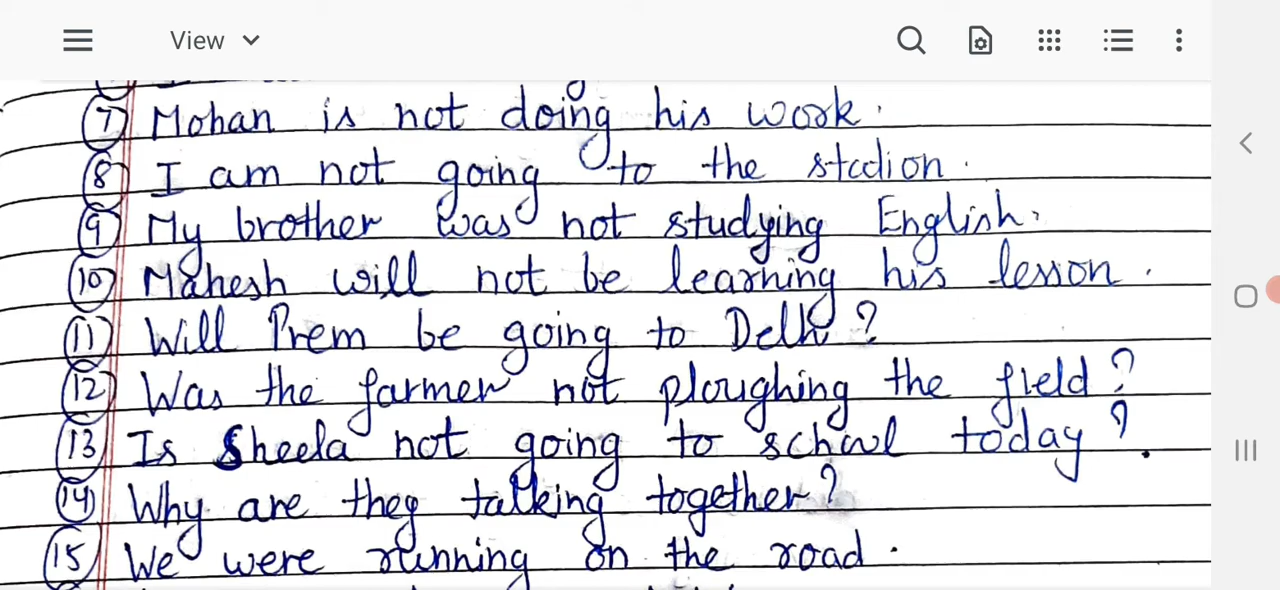 View
7 Mohan is not doing his work.
8 I am not going to the stadion.
9 My brother was not studying English.
10 Mahesh will not be learning his lesson.
11 Will Prem be going to Delhi?
12 Was the farmer not ploughing the field?
13 Is Sheela not going to school today?
14 Why are they talking together?
15 We were running on the road.